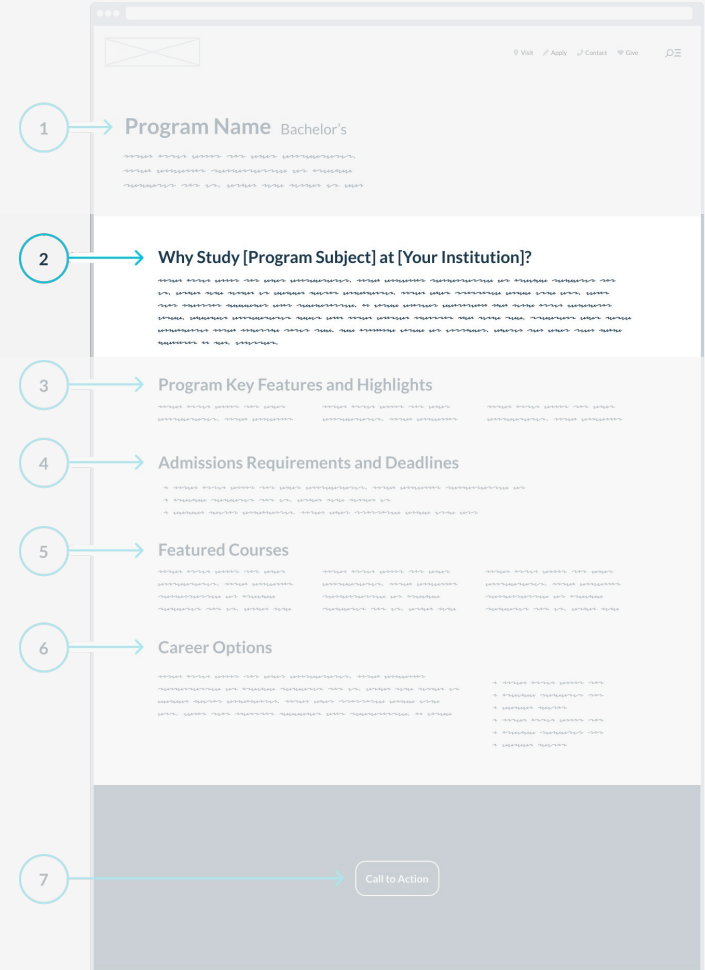 Visit Apply Contact Give
1
Program Name Bachelor's
2
Why Study [Program Subject] at [Your Institution]?
3
Program Key Features and Highlights
4
Admissions Requirements and Deadlines
5
Featured Courses
6
Career Options
7
Call to Action